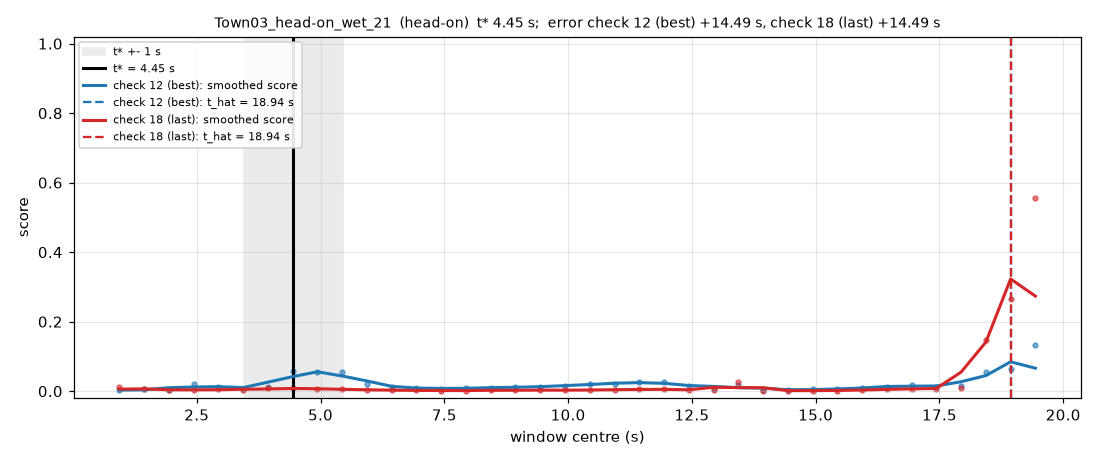 Town03_head-on_wet_21  (head-on)  t* 4.45 s;  error check 12 (best) +14.49 s, check 18 (last) +14.49 s
t* +- 1 s
t* = 4.45 s
check 12 (best): smoothed score
check 12 (best): t_hat = 18.94 s
check 18 (last): smoothed score
check 18 (last): t_hat = 18.94 s
1.0
0.8
0.6
0.4
0.2
0.0
score
2.5 5.0 7.5 10.0 12.5 15.0 17.5 20.0
window centre (s)